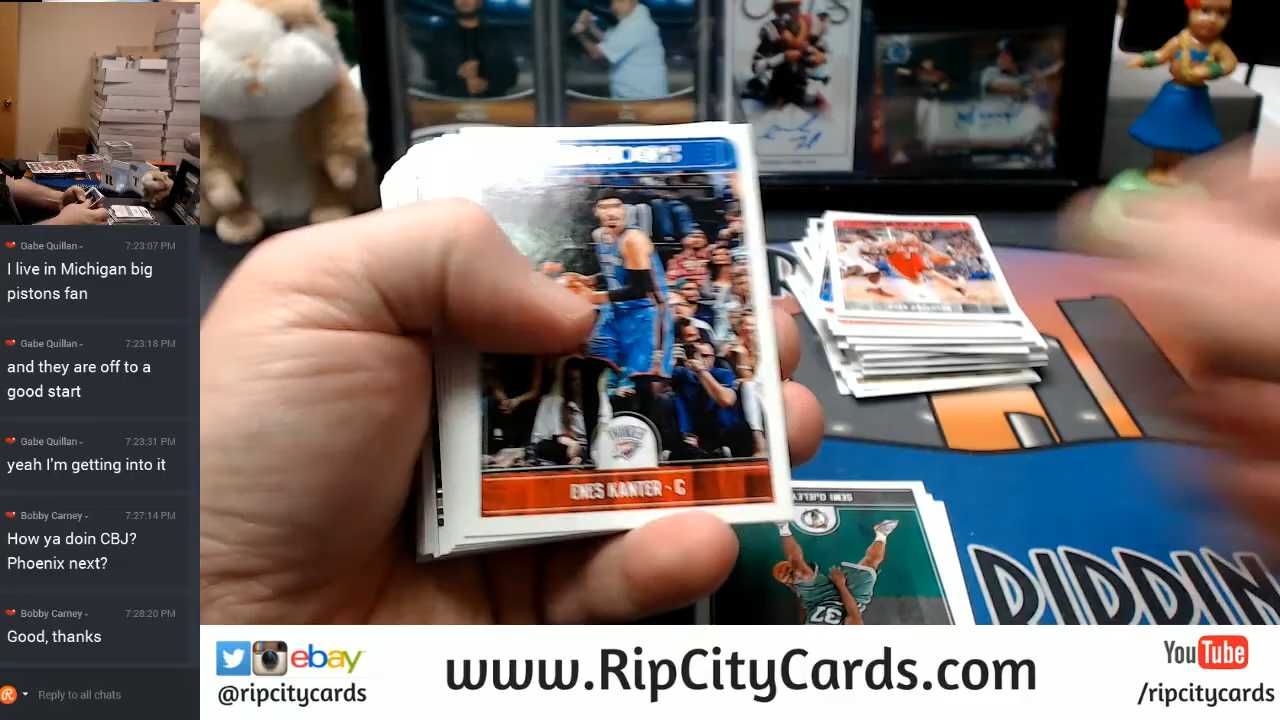 Gabe Quillan - 7:23:07 PM
I live in Michigan big
pistons fan
Gabe Quillan - 7:23:18 PM
and they are off to a
good start
Gabe Quillan - 7:23:31 PM
yeah I'm getting into it
Bobby Carney - 7:27:14 PM
How ya doin CBJ?
Phoenix next?
Bobby Carney - 7:28:20 PM
Good, thanks
Reply to all chats
ENES KANTER - C
SEMI OJELEYE
37
ebay
@ripcitycards
www.RipCityCards.com
YouTube
/ripcitycards